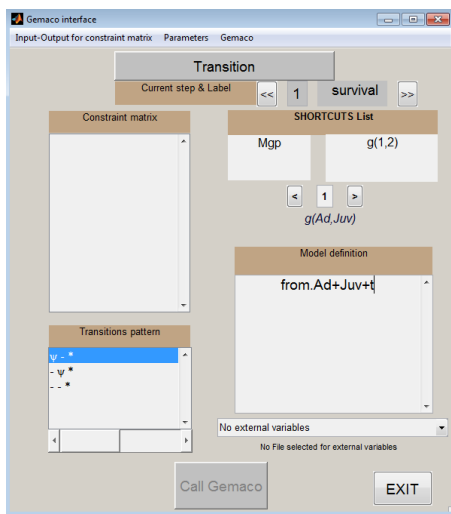 Gemaco interface
Input-Output for constraint matrix Parameters Gemaco
Transition
Current step & Label << 1 survival >>
Constraint matrix
SHORTCUTS List
Mgp g(1,2)
< 1 >
g(Ad,Juv)
Model definition
from.Ad+Juv+t
Transitions pattern
ψ - *
- ψ *
- - *
No external variables
No File selected for external variables
Call Gemaco
EXIT